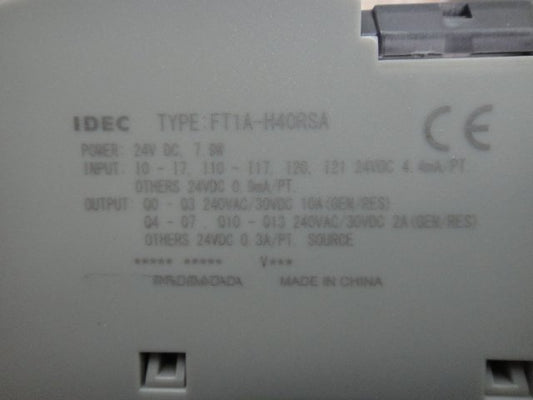 IDEC TYPE:FT1A-H40RSA
POWER: 24V DC, 7.8W
INPUT: I0 - I7, I10 - I17, I20, I21 24VDC 4.4mA/PT.
OTHERS 24VDC 0.9mA/PT.
OUTPUT: Q0 - Q3 240VAC/30VDC 10A(GEN/RES)
Q4 - Q7, Q10 - Q13 240VAC/30VDC 2A(GEN/RES)
OTHERS 24VDC 0.3A/PT. SOURCE
***** ***** V***
MADE IN CHINA
CE